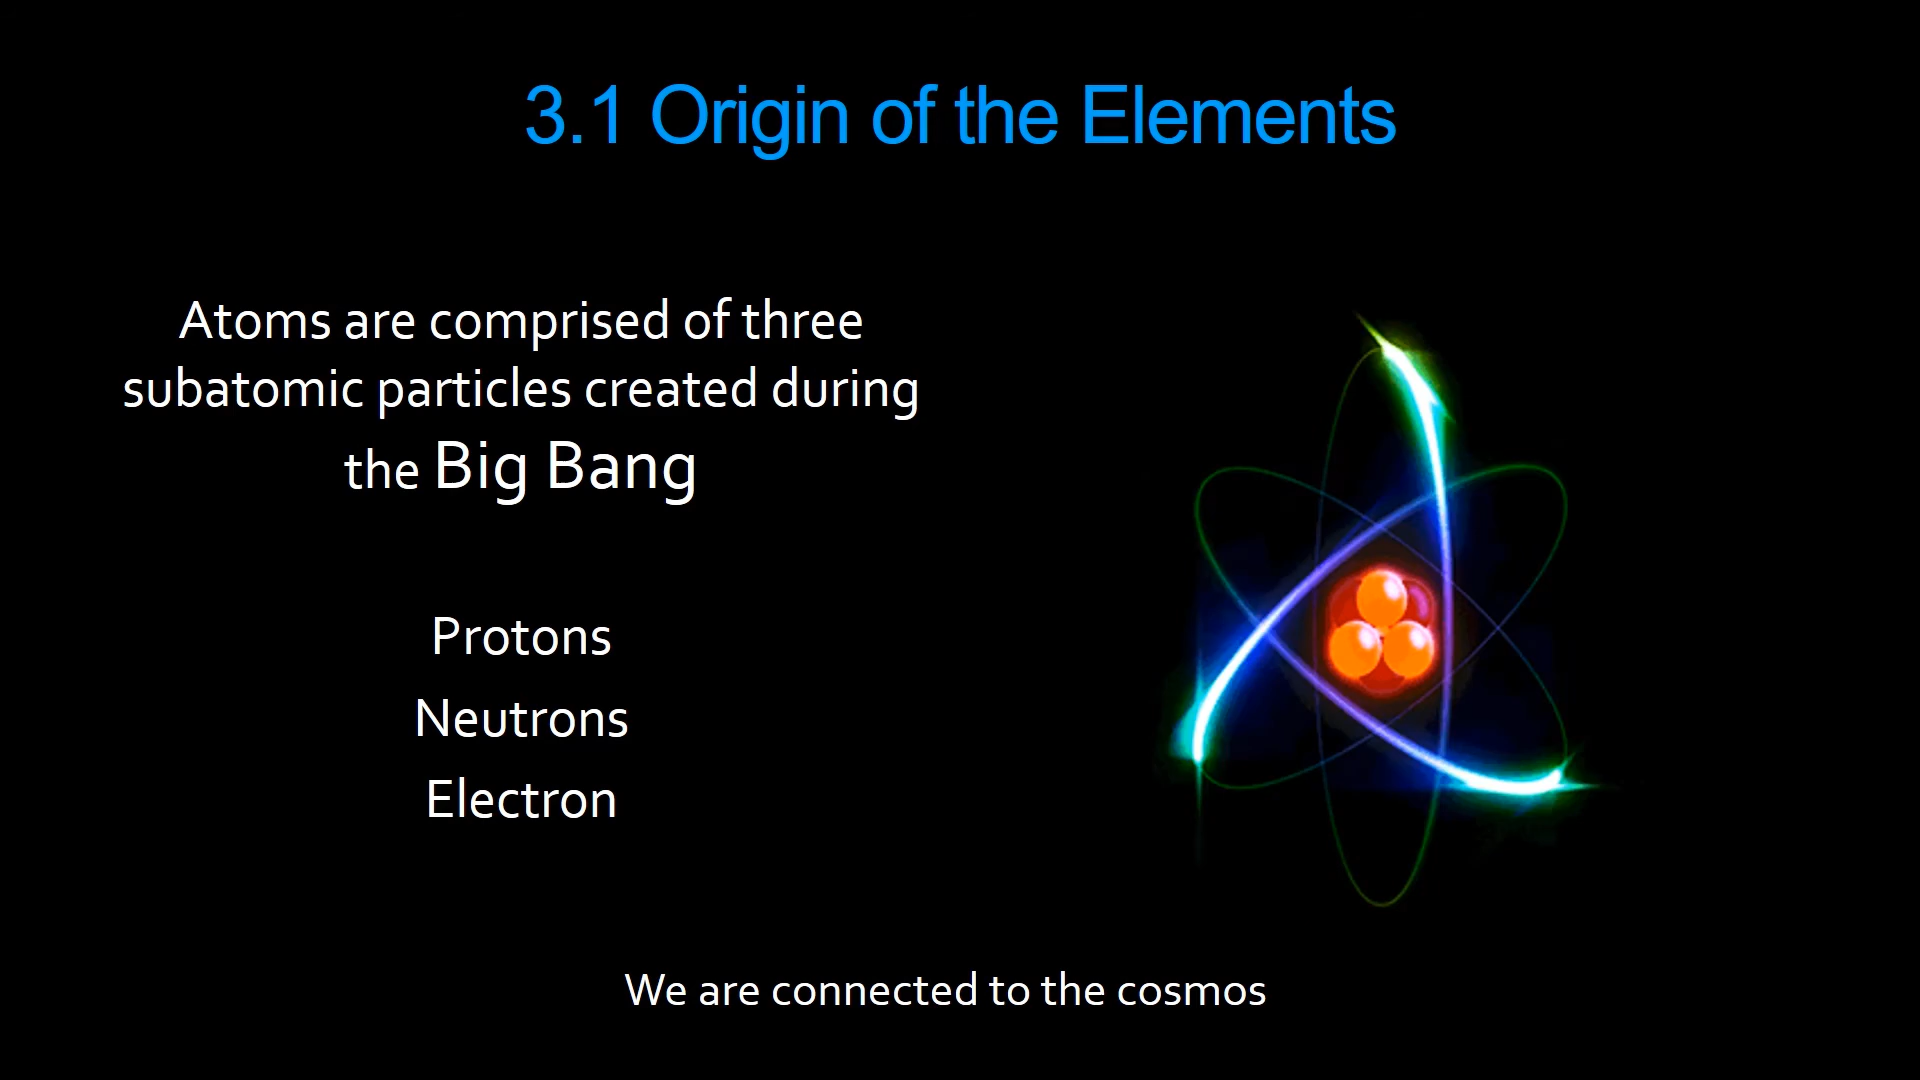 3.1 Origin of the Elements
Atoms are comprised of three
subatomic particles created during
the Big Bang
Protons
Neutrons
Electron
We are connected to the cosmos